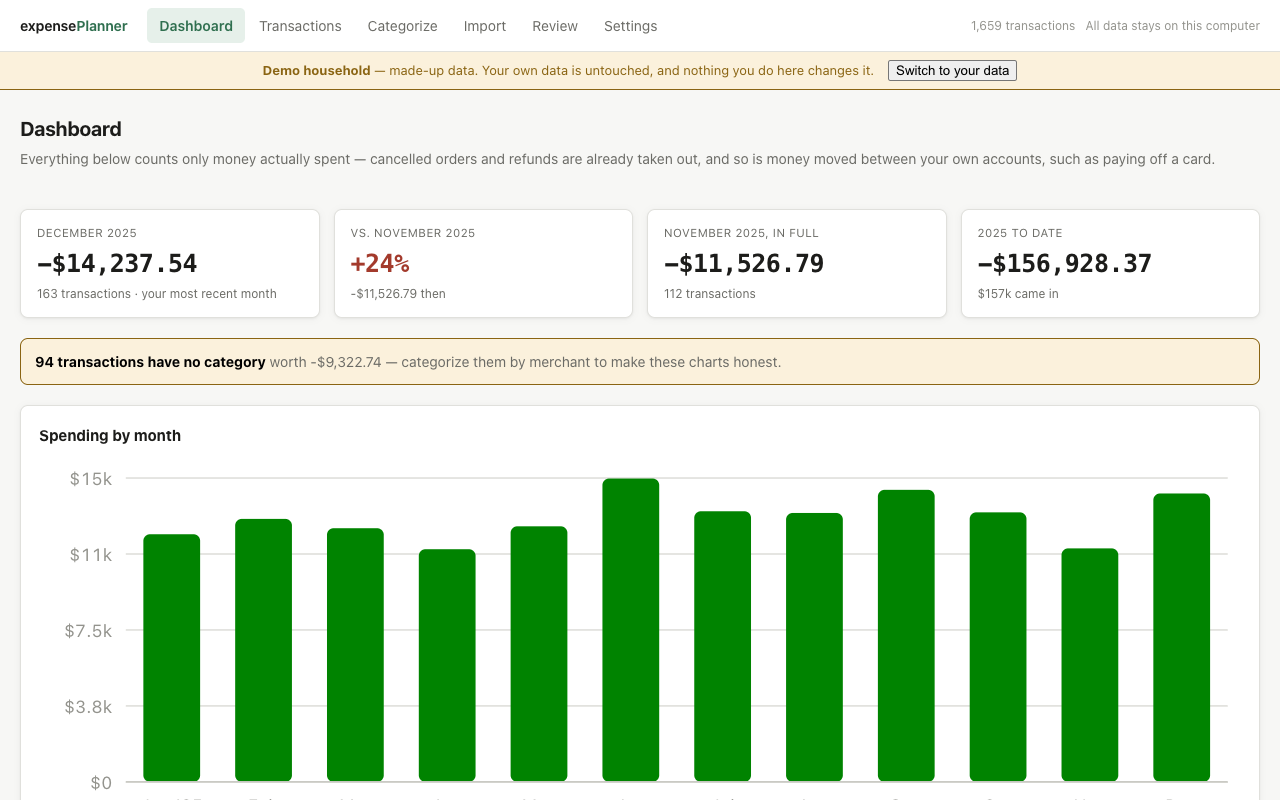 expensePlanner Dashboard Transactions Categorize Import Review Settings 1,659 transactions All data stays on this computer
Demo household — made-up data. Your own data is untouched, and nothing you do here changes it. Switch to your data
Dashboard
Everything below counts only money actually spent — cancelled orders and refunds are already taken out, and so is money moved between your own accounts, such as paying off a card.
DECEMBER 2025
−$14,237.54
163 transactions · your most recent month
VS. NOVEMBER 2025
+24%
-$11,526.79 then
NOVEMBER 2025, IN FULL
−$11,526.79
112 transactions
2025 TO DATE
−$156,928.37
$157k came in
94 transactions have no category worth -$9,322.74 — categorize them by merchant to make these charts honest.
Spending by month
$15k
$11k
$7.5k
$3.8k
$0